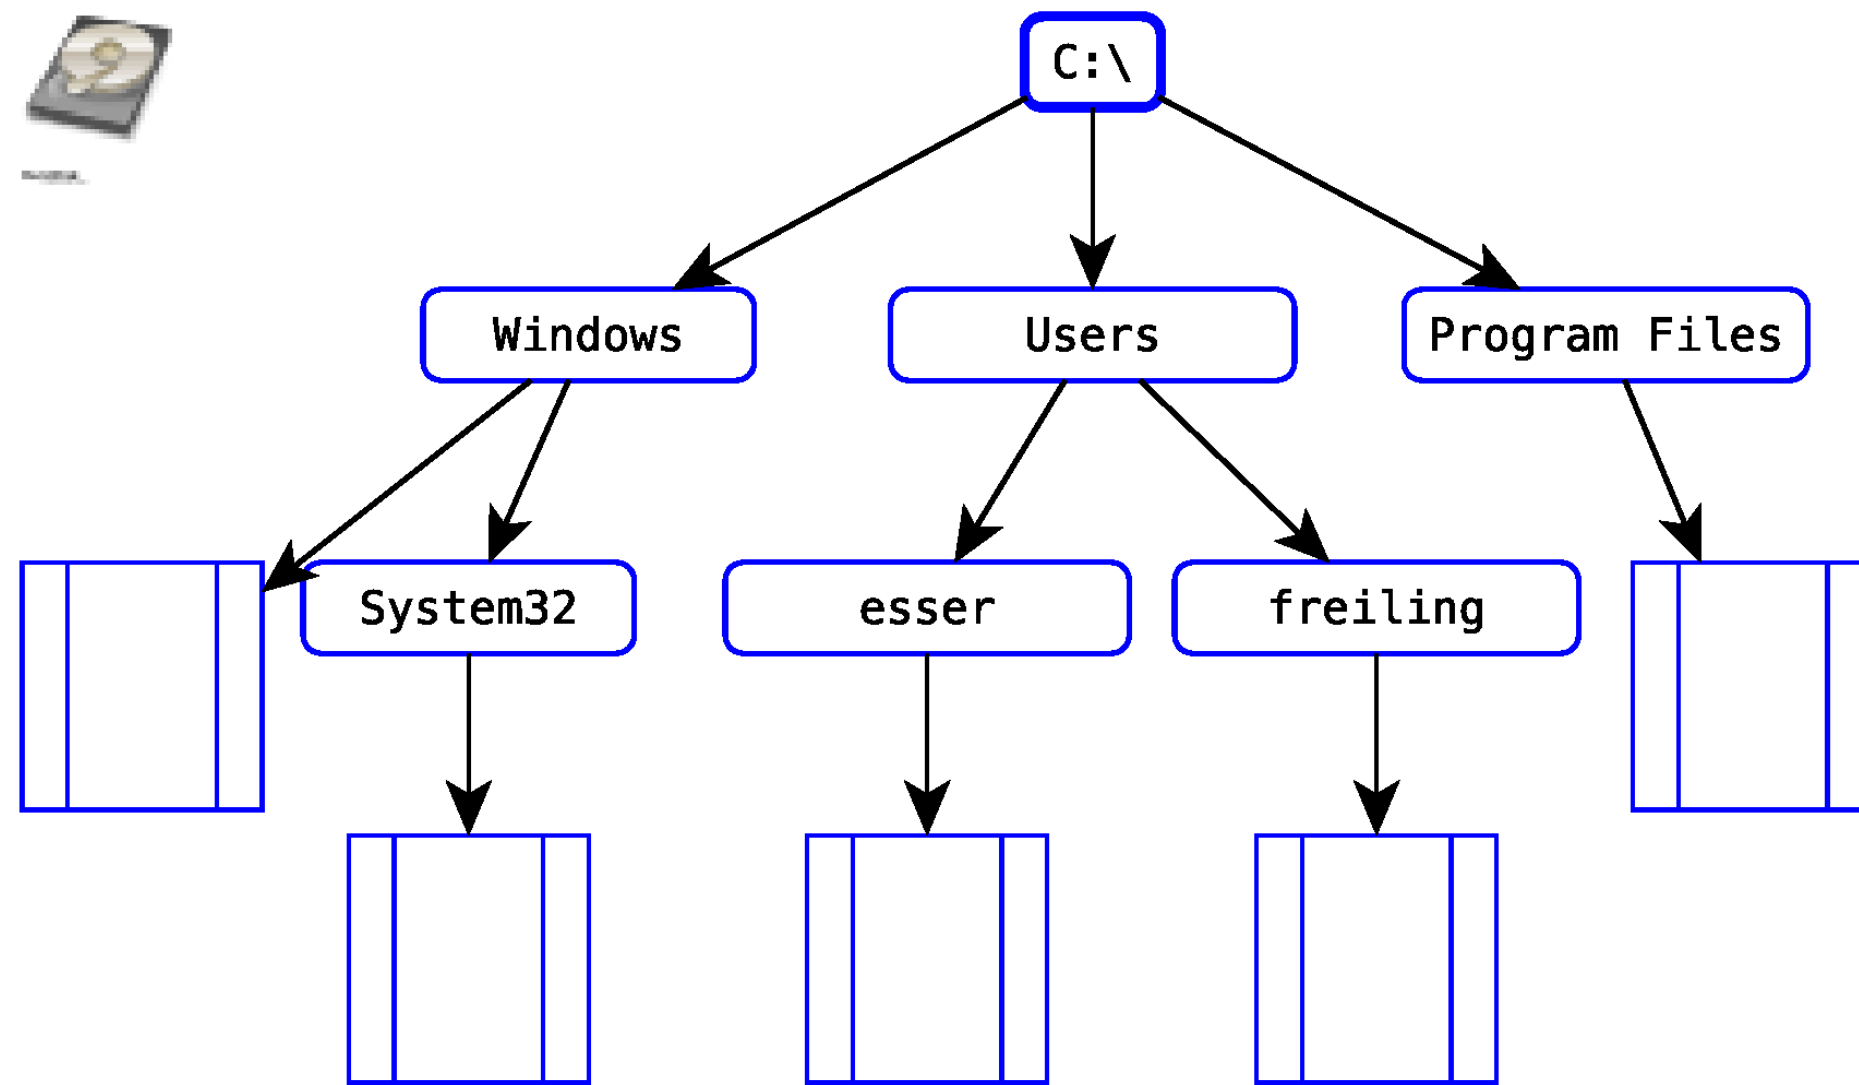 C:\
Windows
Users
Program Files
System32
esser
freiling